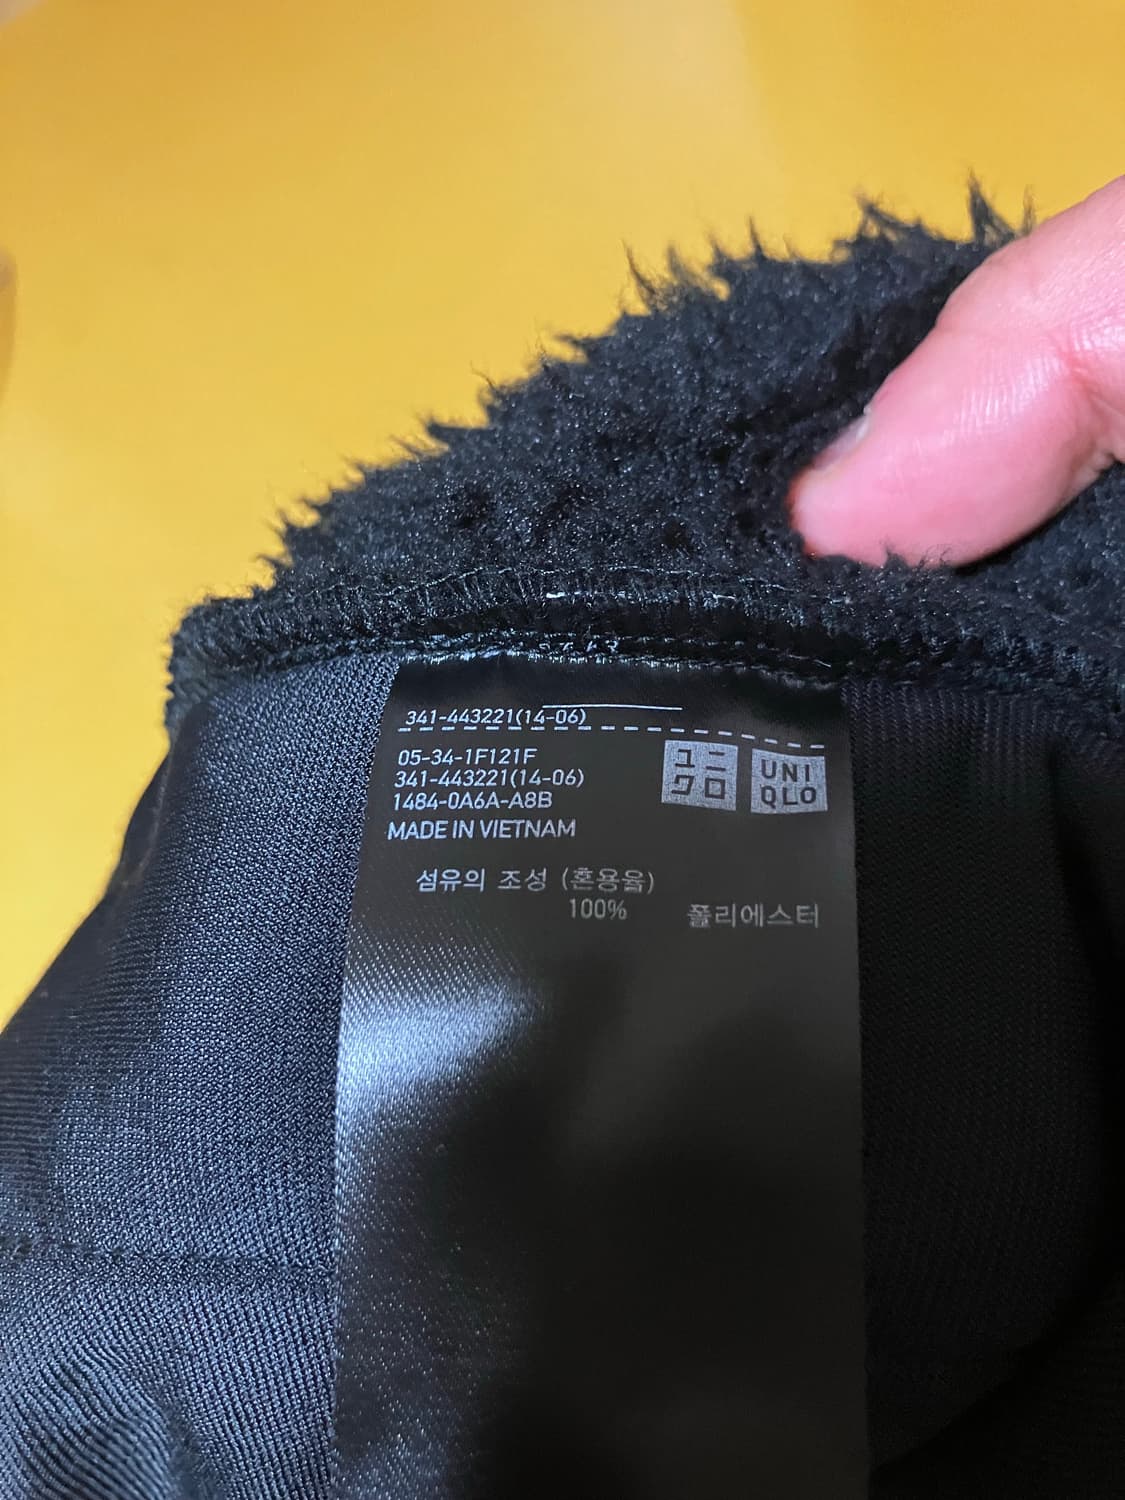 341-443221(14-06)
05-34-1F121F
341-443221(14-06)
1484-0A6A-A8B
MADE IN VIETNAM
ユニ
クロ
UNI
QLO
섬유의 조성 (혼용율)
100% 폴리에스터